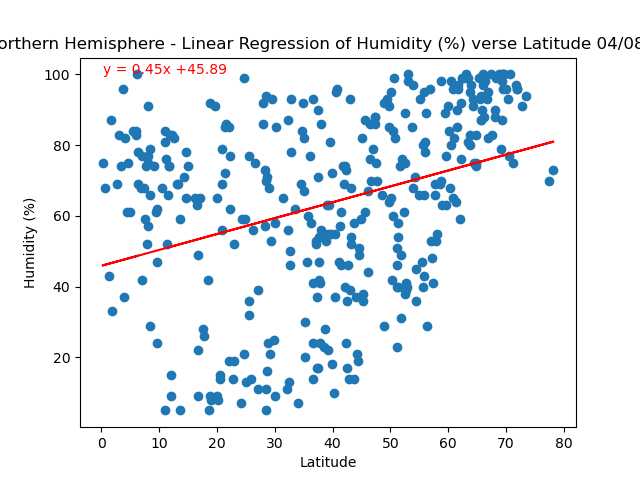 orthern Hemisphere - Linear Regression of Humidity (%) verse Latitude 04/08
y = 0.45x +45.89
100
80
60
40
20
Humidity (%)
0 10 20 30 40 50 60 70 80
Latitude